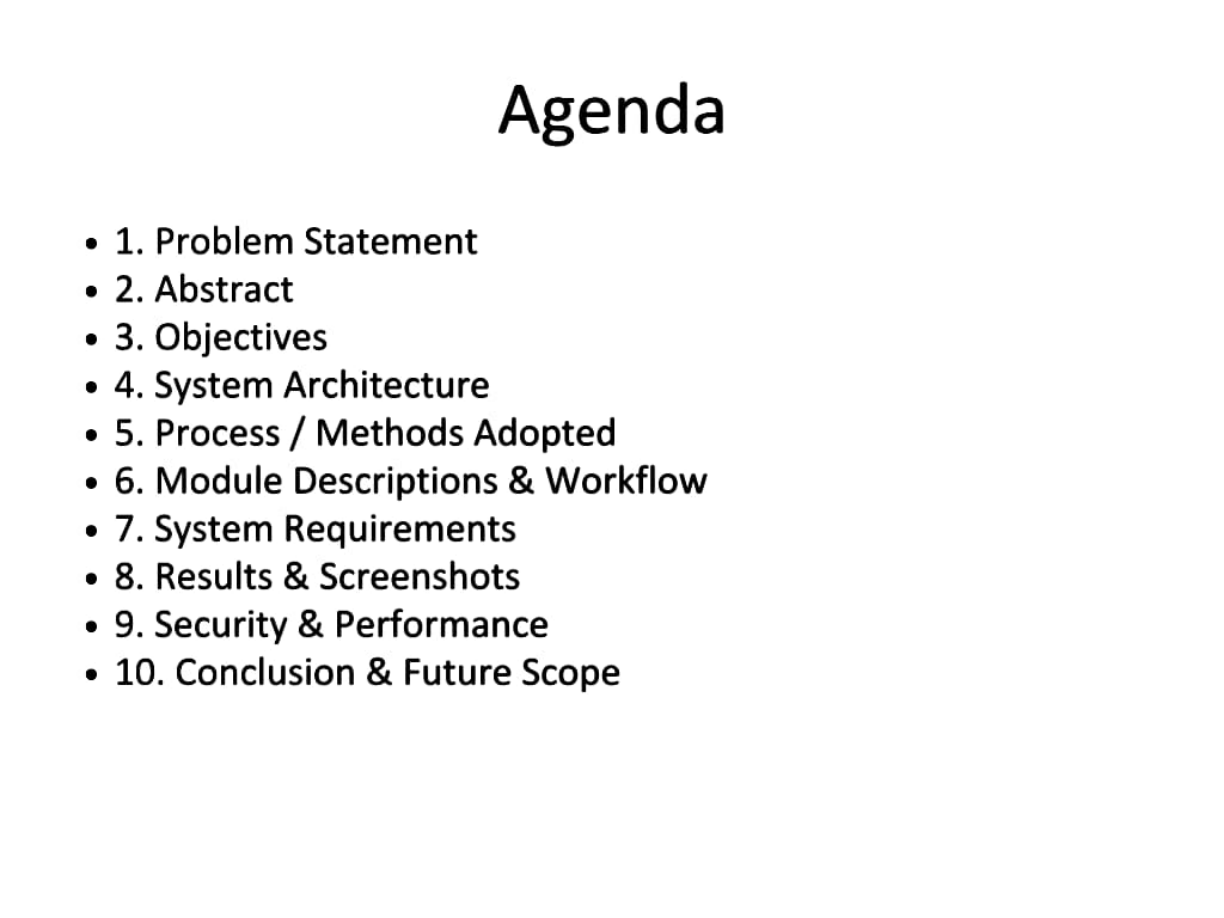 Agenda
• 1. Problem Statement
• 2. Abstract
• 3. Objectives
• 4. System Architecture
• 5. Process / Methods Adopted
• 6. Module Descriptions & Workflow
• 7. System Requirements
• 8. Results & Screenshots
• 9. Security & Performance
• 10. Conclusion & Future Scope